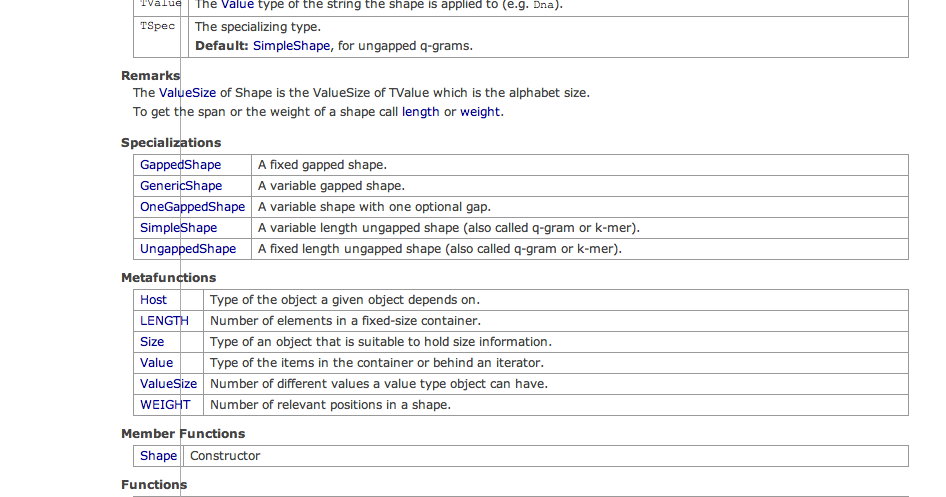 TValue The Value type of the string the shape is applied to (e.g. Dna).
TSpec The specializing type.
Default: SimpleShape, for ungapped q-grams.
Remarks
The ValueSize of Shape is the ValueSize of TValue which is the alphabet size.
To get the span or the weight of a shape call length or weight.
Specializations
GappedShape A fixed gapped shape.
GenericShape A variable gapped shape.
OneGappedShape A variable shape with one optional gap.
SimpleShape A variable length ungapped shape (also called q-gram or k-mer).
UngappedShape A fixed length ungapped shape (also called q-gram or k-mer).
Metafunctions
Host Type of the object a given object depends on.
LENGTH Number of elements in a fixed-size container.
Size Type of an object that is suitable to hold size information.
Value Type of the items in the container or behind an iterator.
ValueSize Number of different values a value type object can have.
WEIGHT Number of relevant positions in a shape.
Member Functions
Shape Constructor
Functions